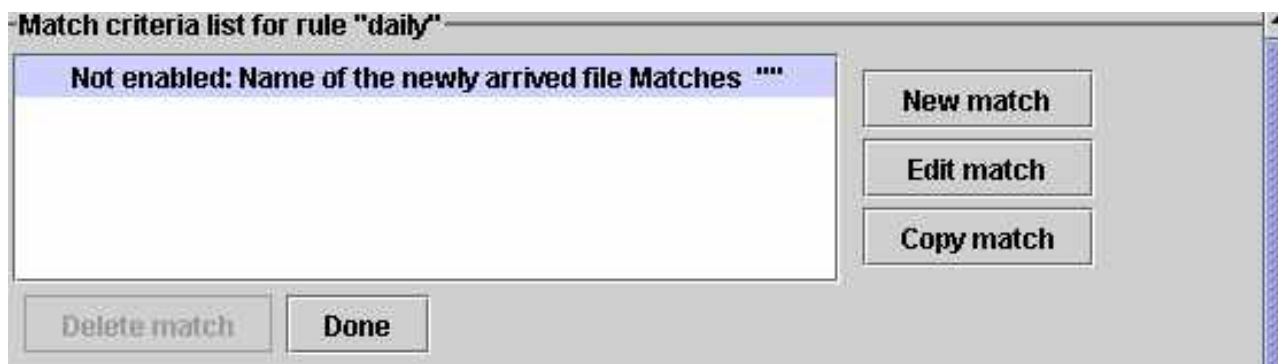 Match criteria list for rule "daily"
Not enabled: Name of the newly arrived file Matches ""
New match
Edit match
Copy match
Delete match
Done